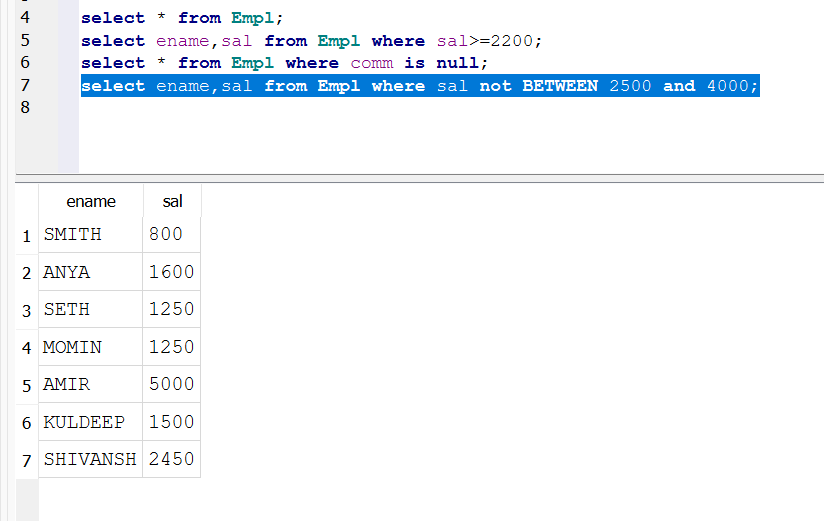 4 select * from Empl;
5 select ename,sal from Empl where sal>=2200;
6 select * from Empl where comm is null;
7 select ename,sal from Empl where sal not BETWEEN 2500 and 4000;
8
ename sal
1 SMITH 800
2 ANYA 1600
3 SETH 1250
4 MOMIN 1250
5 AMIR 5000
6 KULDEEP 1500
7 SHIVANSH 2450